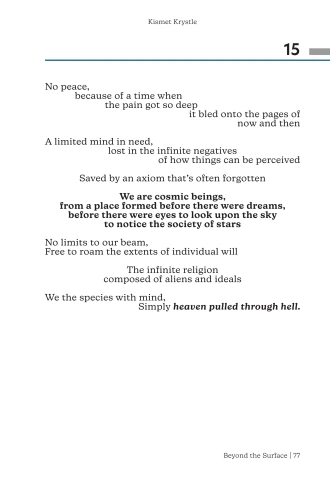 Kismet Krystle
15
No peace,
because of a time when
the pain got so deep
it bled onto the pages of
now and then
A limited mind in need,
lost in the infinite negatives
of how things can be perceived
Saved by an axiom that's often forgotten
We are cosmic beings,
from a place formed before there were dreams,
before there were eyes to look upon the sky
to notice the society of stars
No limits to our beam,
Free to roam the extents of individual will
The infinite religion
composed of aliens and ideals
We the species with mind,
Simply heaven pulled through hell.
Beyond the Surface | 77